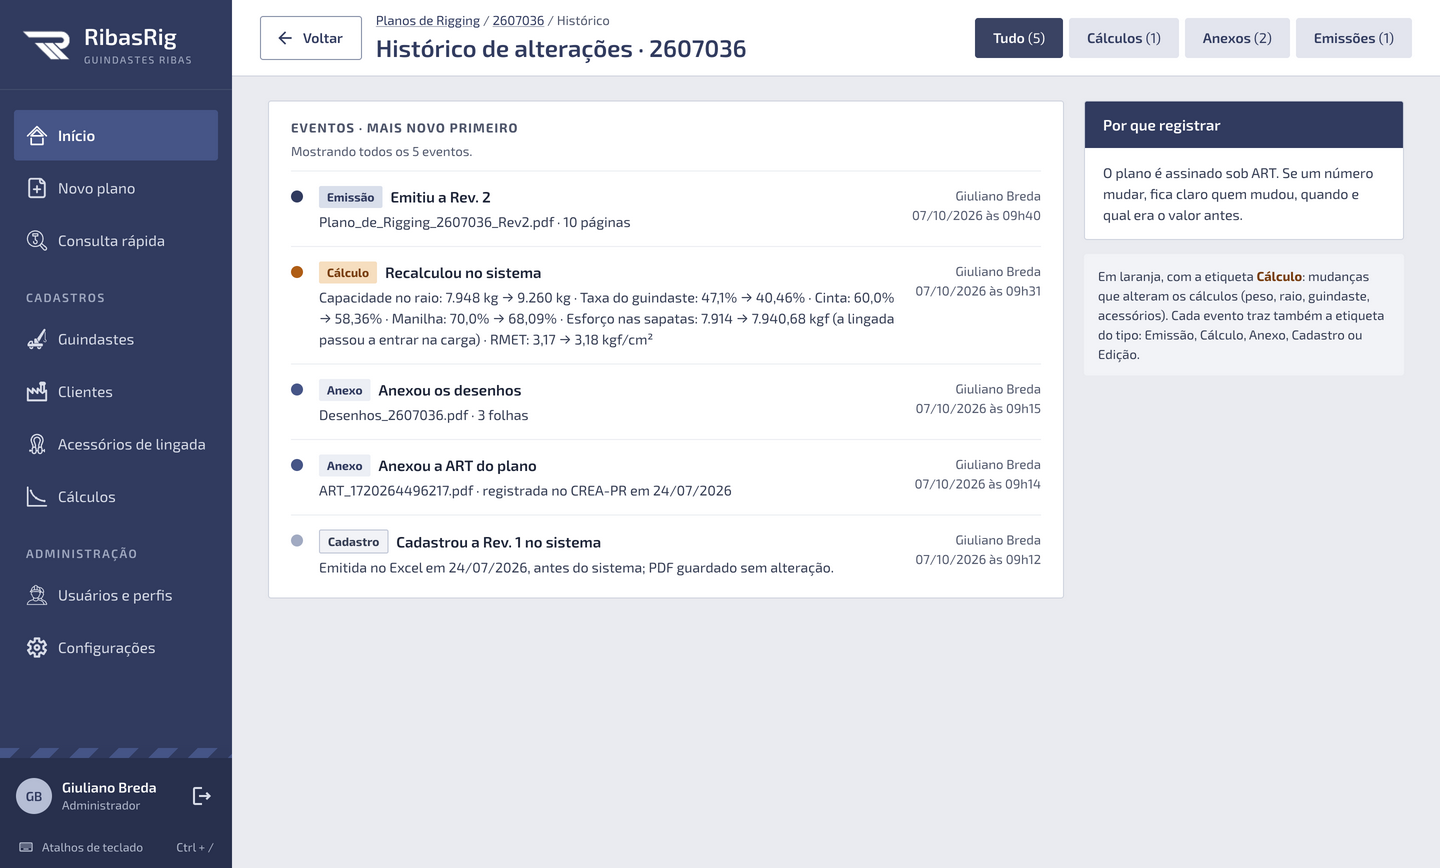 RibasRig
GUINDASTES RIBAS
Início
Novo plano
Consulta rápida
CADASTROS
Guindastes
Clientes
Acessórios de lingada
Cálculos
ADMINISTRAÇÃO
Usuários e perfis
Configurações
GB
Giuliano Breda
Administrador
Atalhos de teclado Ctrl + /
Voltar
Planos de Rigging / 2607036 / Histórico
Histórico de alterações · 2607036
Tudo (5)
Cálculos (1)
Anexos (2)
Emissões (1)
EVENTOS · MAIS NOVO PRIMEIRO
Mostrando todos os 5 eventos.
Emissão Emitiu a Rev. 2
Plano_de_Rigging_2607036_Rev2.pdf · 10 páginas
Giuliano Breda
07/10/2026 às 09h40
Cálculo Recalculou no sistema
Capacidade no raio: 7.948 kg → 9.260 kg · Taxa do guindaste: 47,1% → 40,46% · Cinta: 60,0%
→ 58,36% · Manilha: 70,0% → 68,09% · Esforço nas sapatas: 7.914 → 7.940,68 kgf (a lingada
passou a entrar na carga) · RMET: 3,17 → 3,18 kgf/cm²
Giuliano Breda
07/10/2026 às 09h31
Anexo Anexou os desenhos
Desenhos_2607036.pdf · 3 folhas
Giuliano Breda
07/10/2026 às 09h15
Anexo Anexou a ART do plano
ART_1720264496217.pdf · registrada no CREA-PR em 24/07/2026
Giuliano Breda
07/10/2026 às 09h14
Cadastro Cadastrou a Rev. 1 no sistema
Emitida no Excel em 24/07/2026, antes do sistema; PDF guardado sem alteração.
Giuliano Breda
07/10/2026 às 09h12
Por que registrar
O plano é assinado sob ART. Se um número
mudar, fica claro quem mudou, quando e
qual era o valor antes.
Em laranja, com a etiqueta Cálculo: mudanças
que alteram os cálculos (peso, raio, guindaste,
acessórios). Cada evento traz também a etiqueta
do tipo: Emissão, Cálculo, Anexo, Cadastro ou
Edição.